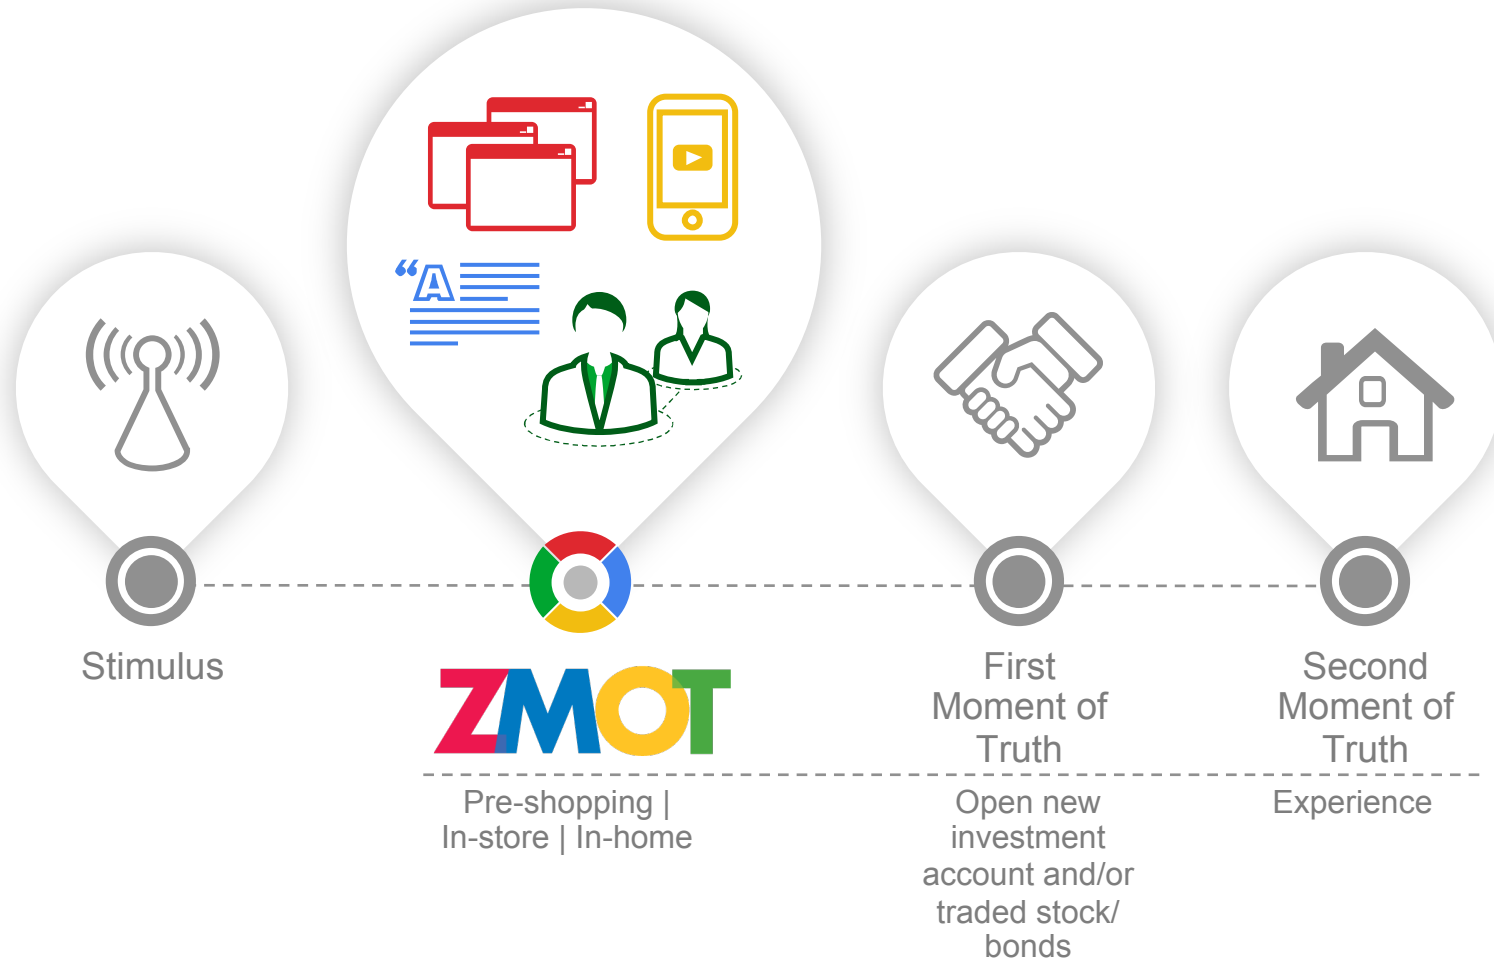 “A
Stimulus
ZMOT
Pre-shopping |
In-store | In-home
First
Moment of
Truth
Open new
investment
account and/or
traded stock/
bonds
Second
Moment of
Truth
Experience